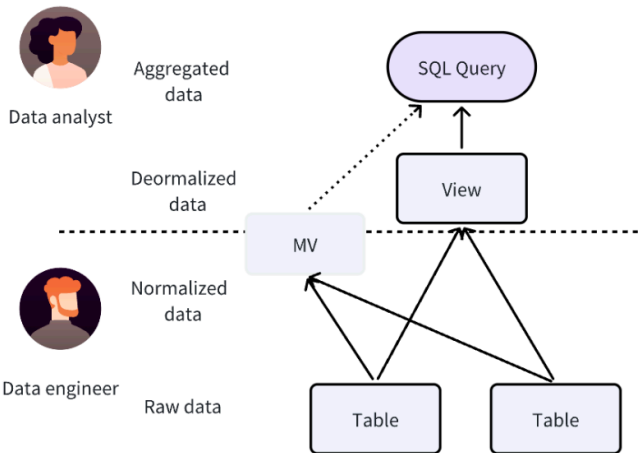 Aggregated
data
SQL Query
Data analyst
Deormalized
data
View
MV
Normalized
data
Data engineer
Raw data
Table
Table